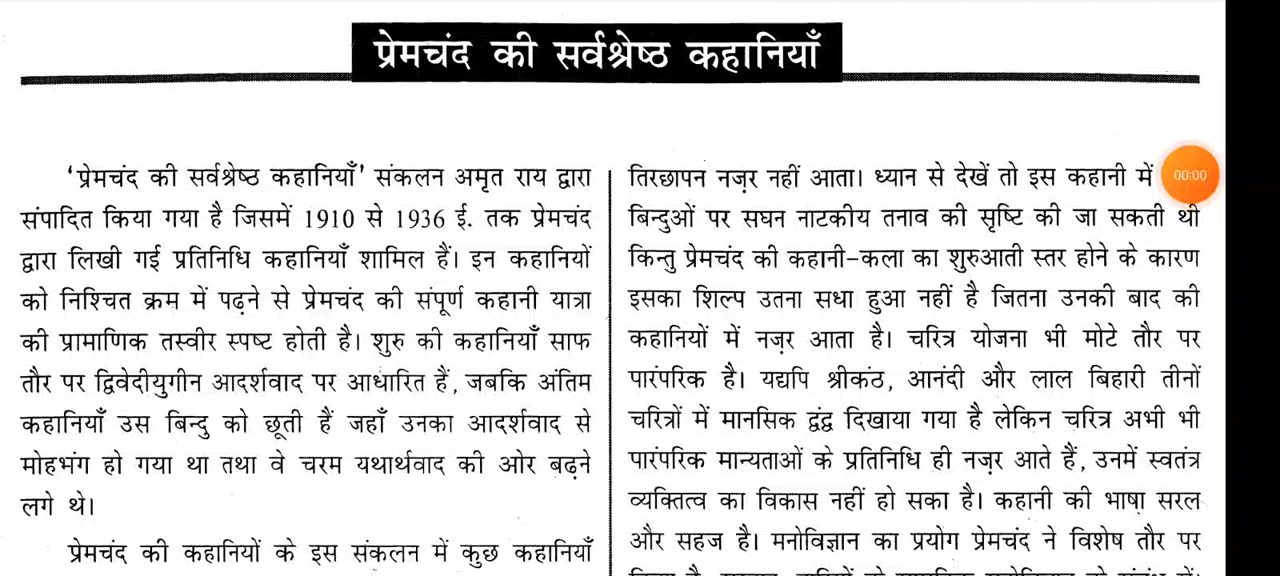 प्रेमचंद की सर्वश्रेष्ठ कहानियाँ
'प्रेमचंद की सर्वश्रेष्ठ कहानियाँ' संकलन अमृत राय द्वारा
संपादित किया गया है जिसमें 1910 से 1936 ई. तक प्रेमचंद
द्वारा लिखी गई प्रतिनिधि कहानियाँ शामिल हैं। इन कहानियों
को निश्चित क्रम में पढ़ने से प्रेमचंद की संपूर्ण कहानी यात्रा
की प्रामाणिक तस्वीर स्पष्ट होती है। शुरु की कहानियाँ साफ
तौर पर द्विवेदीयुगीन आदर्शवाद पर आधारित हैं, जबकि अंतिम
कहानियाँ उस बिन्दु को छूती हैं जहाँ उनका आदर्शवाद से
मोहभंग हो गया था तथा वे चरम यथार्थवाद की ओर बढ़ने
लगे थे।
प्रेमचंद की कहानियों के इस संकलन में कुछ कहानियाँ
तिरछापन नज़र नहीं आता। ध्यान से देखें तो इस कहानी में
बिन्दुओं पर सघन नाटकीय तनाव की सृष्टि की जा सकती थी
किन्तु प्रेमचंद की कहानी-कला का शुरुआती स्तर होने के कारण
इसका शिल्प उतना सधा हुआ नहीं है जितना उनकी बाद की
कहानियों में नज़र आता है। चरित्र योजना भी मोटे तौर पर
पारंपरिक है। यद्यपि श्रीकंठ, आनंदी और लाल बिहारी तीनों
चरित्रों में मानसिक द्वंद्व दिखाया गया है लेकिन चरित्र अभी भी
पारंपरिक मान्यताओं के प्रतिनिधि ही नज़र आते हैं, उनमें स्वतंत्र
व्यक्तित्व का विकास नहीं हो सका है। कहानी की भाषा सरल
और सहज है। मनोविज्ञान का प्रयोग प्रेमचंद ने विशेष तौर पर
00:00